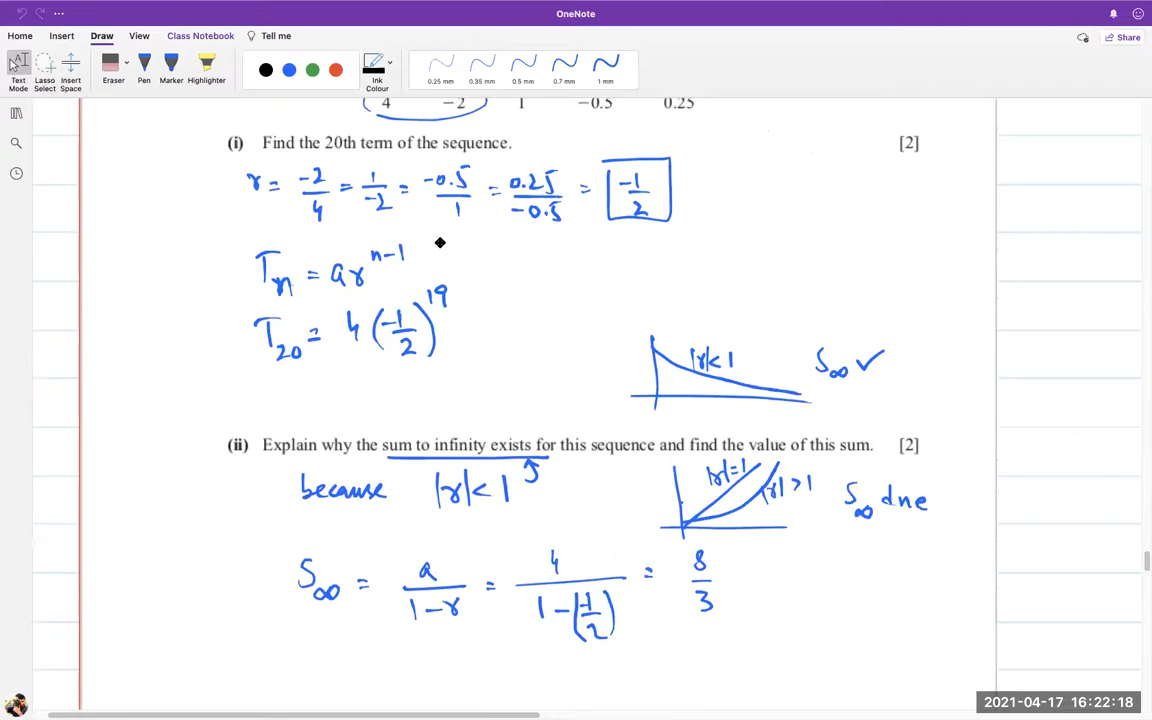 OneNote
Home Insert Draw View Class Notebook Tell me
Share
Text Mode
Lasso Select
Insert Space
Eraser
Pen
Marker
Highlighter
Ink Colour
0.25 mm 0.35 mm 0.5 mm 0.7 mm 1 mm
4 −2 1 −0.5 0.25
(i) Find the 20th term of the sequence. [2]
r = -2/4 = 1/-2 = -0.5/1 = 0.25/-0.5 = -1/2
Tn = ar^(n-1)
T20 = 4(-1/2)^19
|r|<1 S∞ ✓
(ii) Explain why the sum to infinity exists for this sequence and find the value of this sum. [2]
because |r|<1
|r|=1 |r|>1 S∞ dne
S∞ = a/(1-r) = 4/(1-(-1/2)) = 8/3
2021-04-17 16:22:18